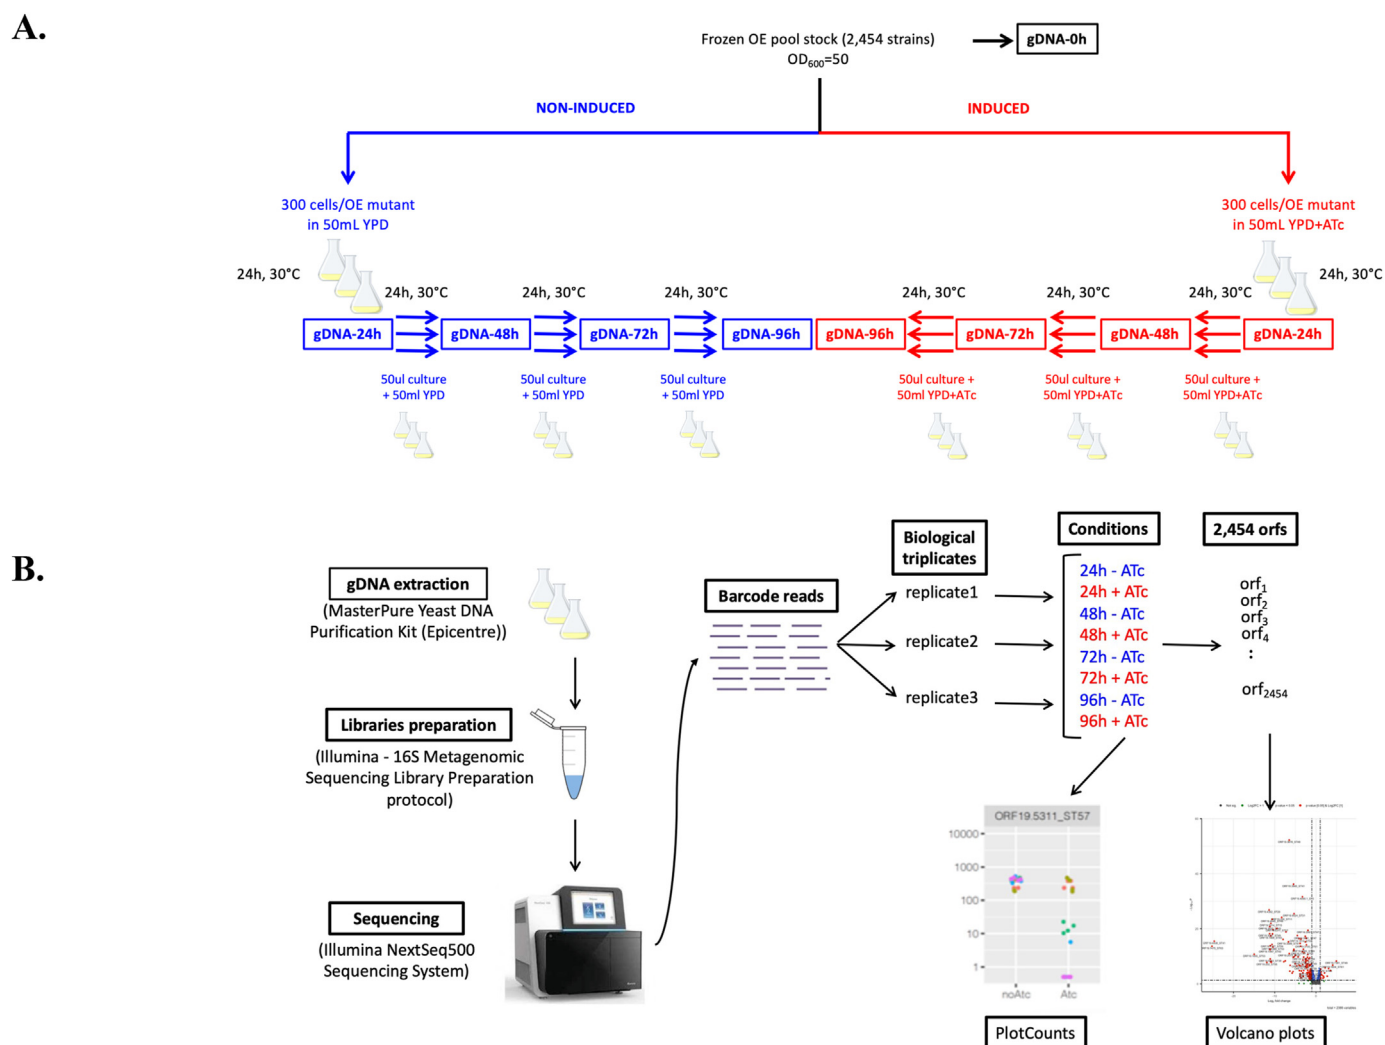 A.
Frozen OE pool stock (2,454 strains)
OD600=50
gDNA-0h
NON-INDUCED
INDUCED
300 cells/OE mutant
in 50mL YPD
300 cells/OE mutant
in 50mL YPD+ATc
24h, 30°C
24h, 30°C
24h, 30°C
24h, 30°C
24h, 30°C
24h, 30°C
24h, 30°C
24h, 30°C
gDNA-24h
gDNA-48h
gDNA-72h
gDNA-96h
gDNA-96h
gDNA-72h
gDNA-48h
gDNA-24h
50ul culture
+ 50ml YPD
50ul culture
+ 50ml YPD
50ul culture
+ 50ml YPD
50ul culture +
50ml YPD+ATc
50ul culture +
50ml YPD+ATc
50ul culture +
50ml YPD+ATc
B.
gDNA extraction
(MasterPure Yeast DNA
Purification Kit (Epicentre))
Libraries preparation
(Illumina - 16S Metagenomic
Sequencing Library Preparation
protocol)
Sequencing
(Illumina NextSeq500
Sequencing System)
Barcode reads
Biological
triplicates
replicate1
replicate2
replicate3
Conditions
24h - ATc
24h + ATc
48h - ATc
48h + ATc
72h - ATc
72h + ATc
96h - ATc
96h + ATc
2,454 orfs
orf1
orf2
orf3
orf4
:
orf2454
ORF19.5311_ST57
10000
1000
100
10
1
noAtc
Atc
PlotCounts
Volcano plots